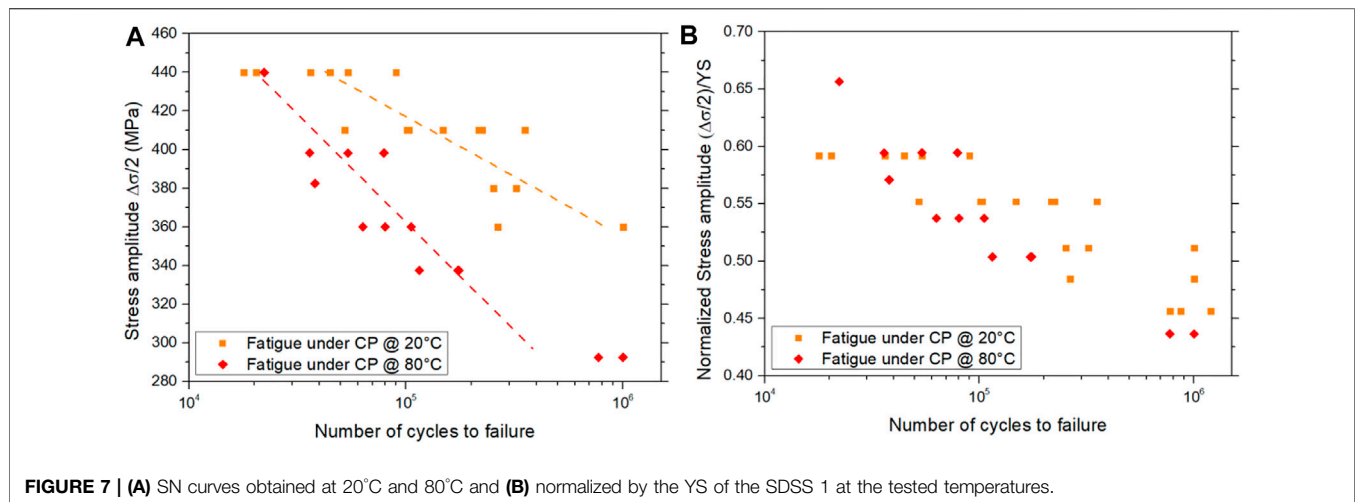 A
Stress amplitude Δσ/2 (MPa)
460
440
420
400
380
360
340
320
300
280
10⁴
10⁵
10⁶
Number of cycles to failure
Fatigue under CP @ 20°C
Fatigue under CP @ 80°C
B
Normalized Stress amplitude (Δσ/2)/YS
0.70
0.65
0.60
0.55
0.50
0.45
0.40
10⁴
10⁵
10⁶
Number of cycles to failure
Fatigue under CP @ 20°C
Fatigue under CP @ 80°C
FIGURE 7 | (A) SN curves obtained at 20°C and 80°C and (B) normalized by the YS of the SDSS 1 at the tested temperatures.